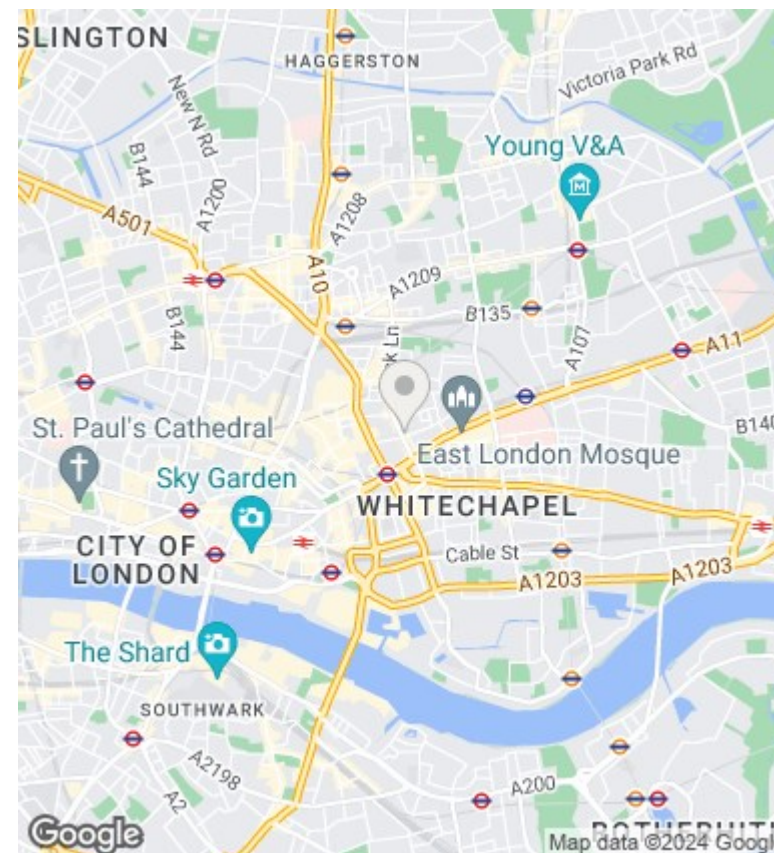 SLINGTON
HAGGERSTON
Victoria Park Rd
New N Rd
B144
Young V&A
A1200
A501
A1208
A10
A1209
B144
B135
A107
k Ln
A11
St. Paul's Cathedral
East London Mosque
B140
Sky Garden
WHITECHAPEL
CITY OF
LONDON
Cable St
A1203
A1203
The Shard
SOUTHWARK
A2198
A2
A200
Google
ROTHERHIT
Map data ©2024 Googl